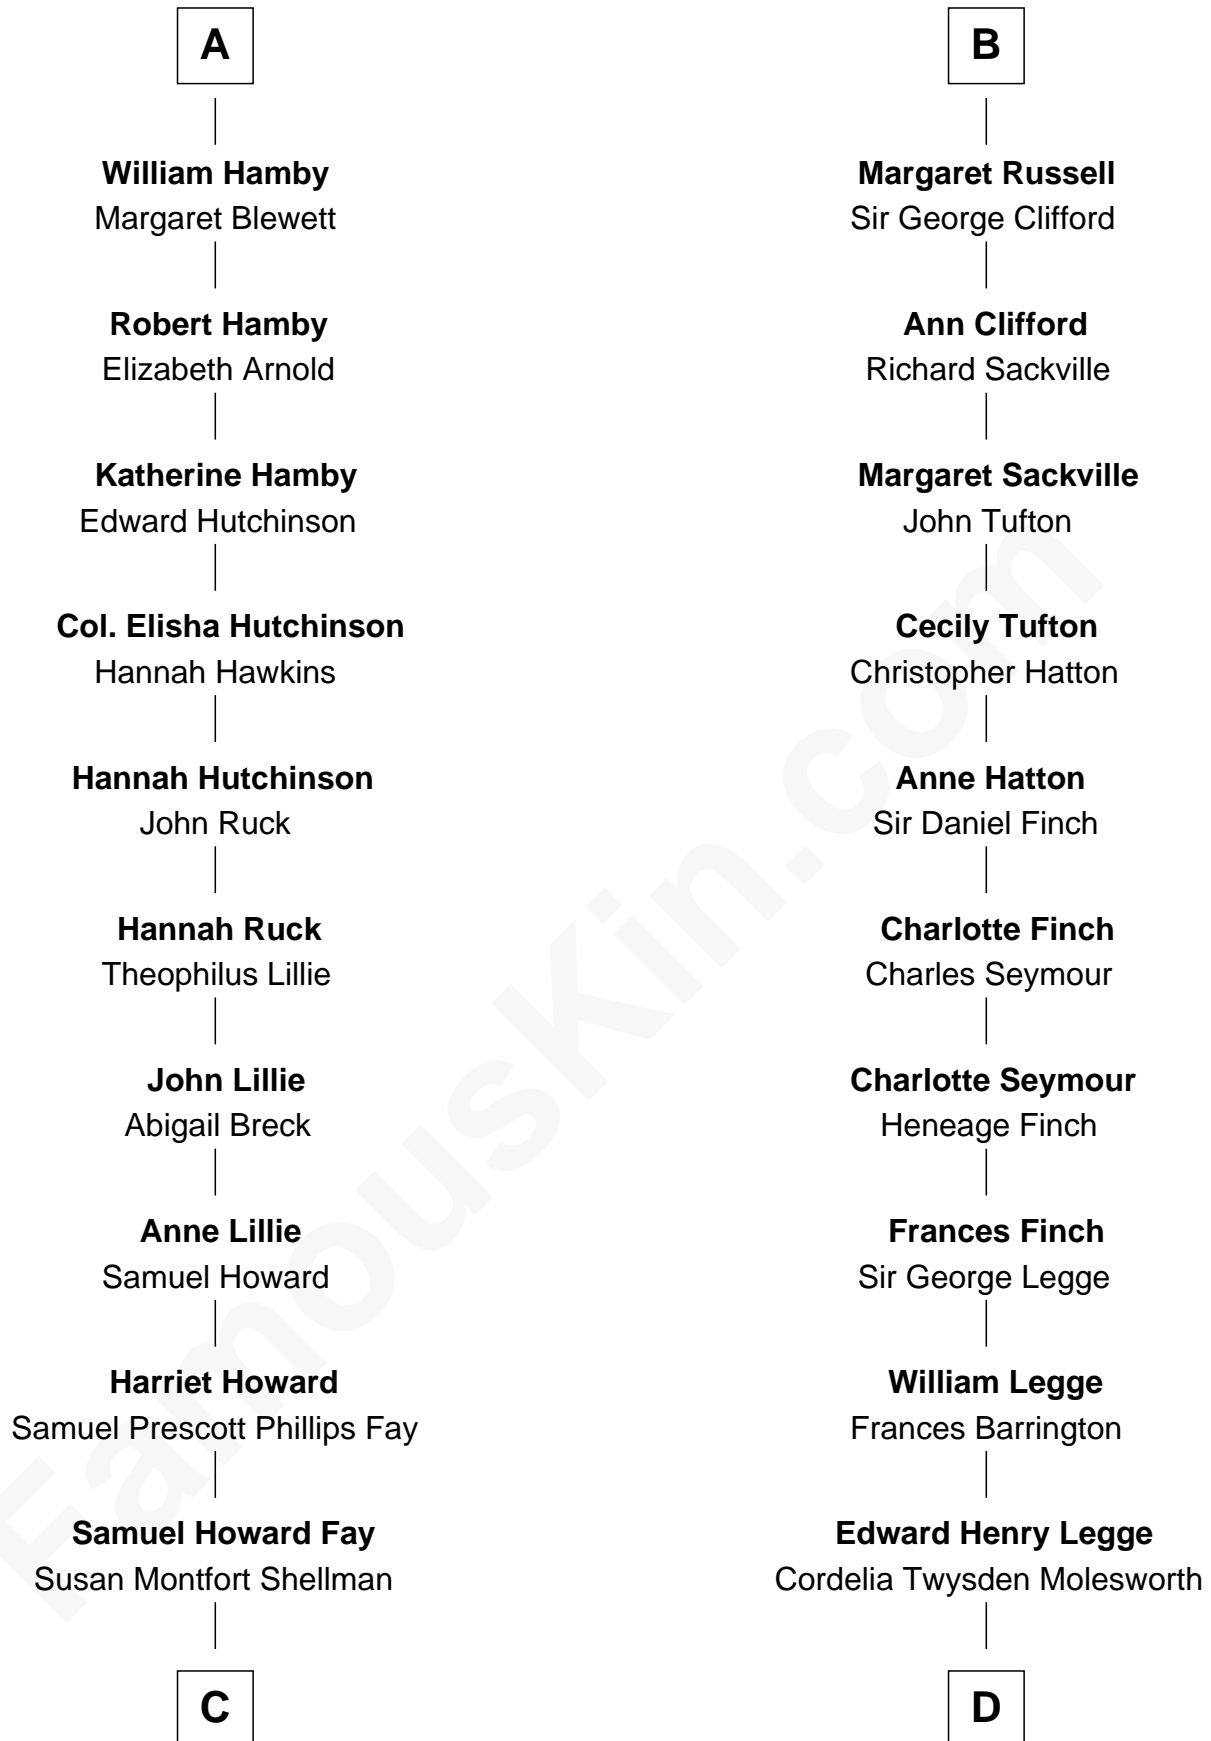 A
William Hamby
Margaret Blewett
Robert Hamby
Elizabeth Arnold
Katherine Hamby
Edward Hutchinson
Col. Elisha Hutchinson
Hannah Hawkins
Hannah Hutchinson
John Ruck
Hannah Ruck
Theophilus Lillie
John Lillie
Abigail Breck
Anne Lillie
Samuel Howard
Harriet Howard
Samuel Prescott Phillips Fay
Samuel Howard Fay
Susan Montfort Shellman
C
B
Margaret Russell
Sir George Clifford
Ann Clifford
Richard Sackville
Margaret Sackville
John Tufton
Cecily Tufton
Christopher Hatton
Anne Hatton
Sir Daniel Finch
Charlotte Finch
Charles Seymour
Charlotte Seymour
Heneage Finch
Frances Finch
Sir George Legge
William Legge
Frances Barrington
Edward Henry Legge
Cordelia Twysden Molesworth
D
FamousKin.com